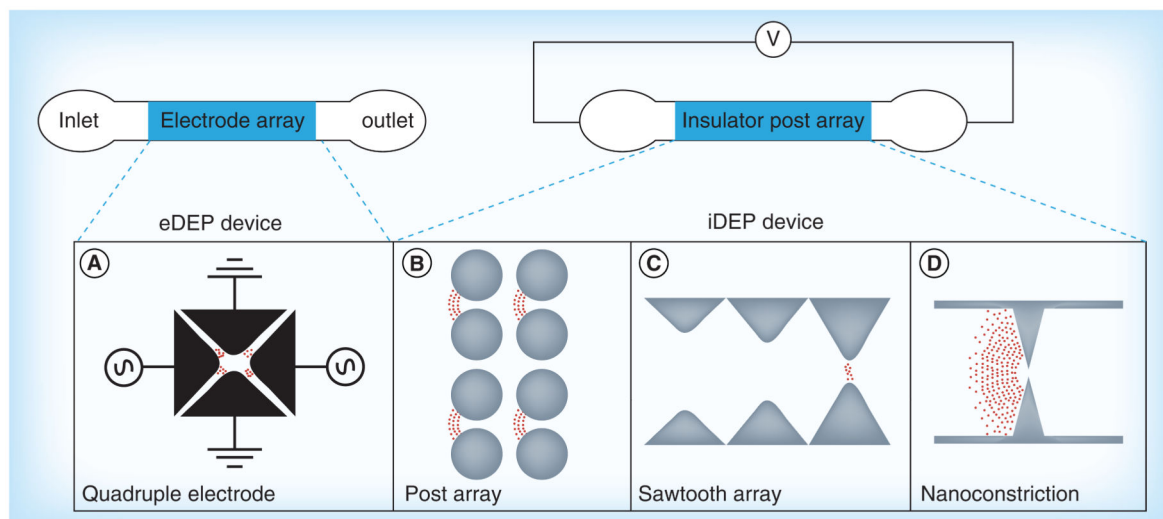 V
Inlet
Electrode array
outlet
Insulator post array
eDEP device
iDEP device
A
B
C
D
Quadruple electrode
Post array
Sawtooth array
Nanoconstriction